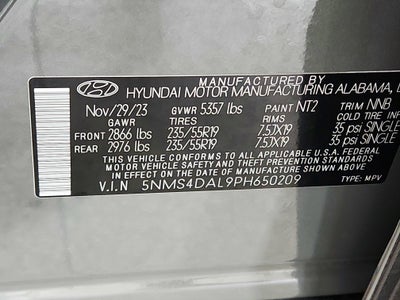 MANUFACTURED BY
HYUNDAI MOTOR MANUFACTURING ALABAMA, L
Nov/29/23 GVWR 5357 lbs PAINT NT2 TRIM NNB
GAWR TIRES RIMS COLD TIRE
FRONT 2866 lbs 235/55R19 7.5JX19 35 psi SINGLE
REAR 2976 lbs 235/55R19 7.5JX19 35 psi SINGLE
THIS VEHICLE CONFORMS TO ALL APPLICABLE U.S.A. FEDERAL
MOTOR VEHICLE SAFETY AND THEFT PREVENTION STANDARDS
IN EFFECT ON THE DATE OF MANUFACTURE SHOWN ABOVE.
V.I.N 5NMS4DAL9PH650209 TYPE: MPV